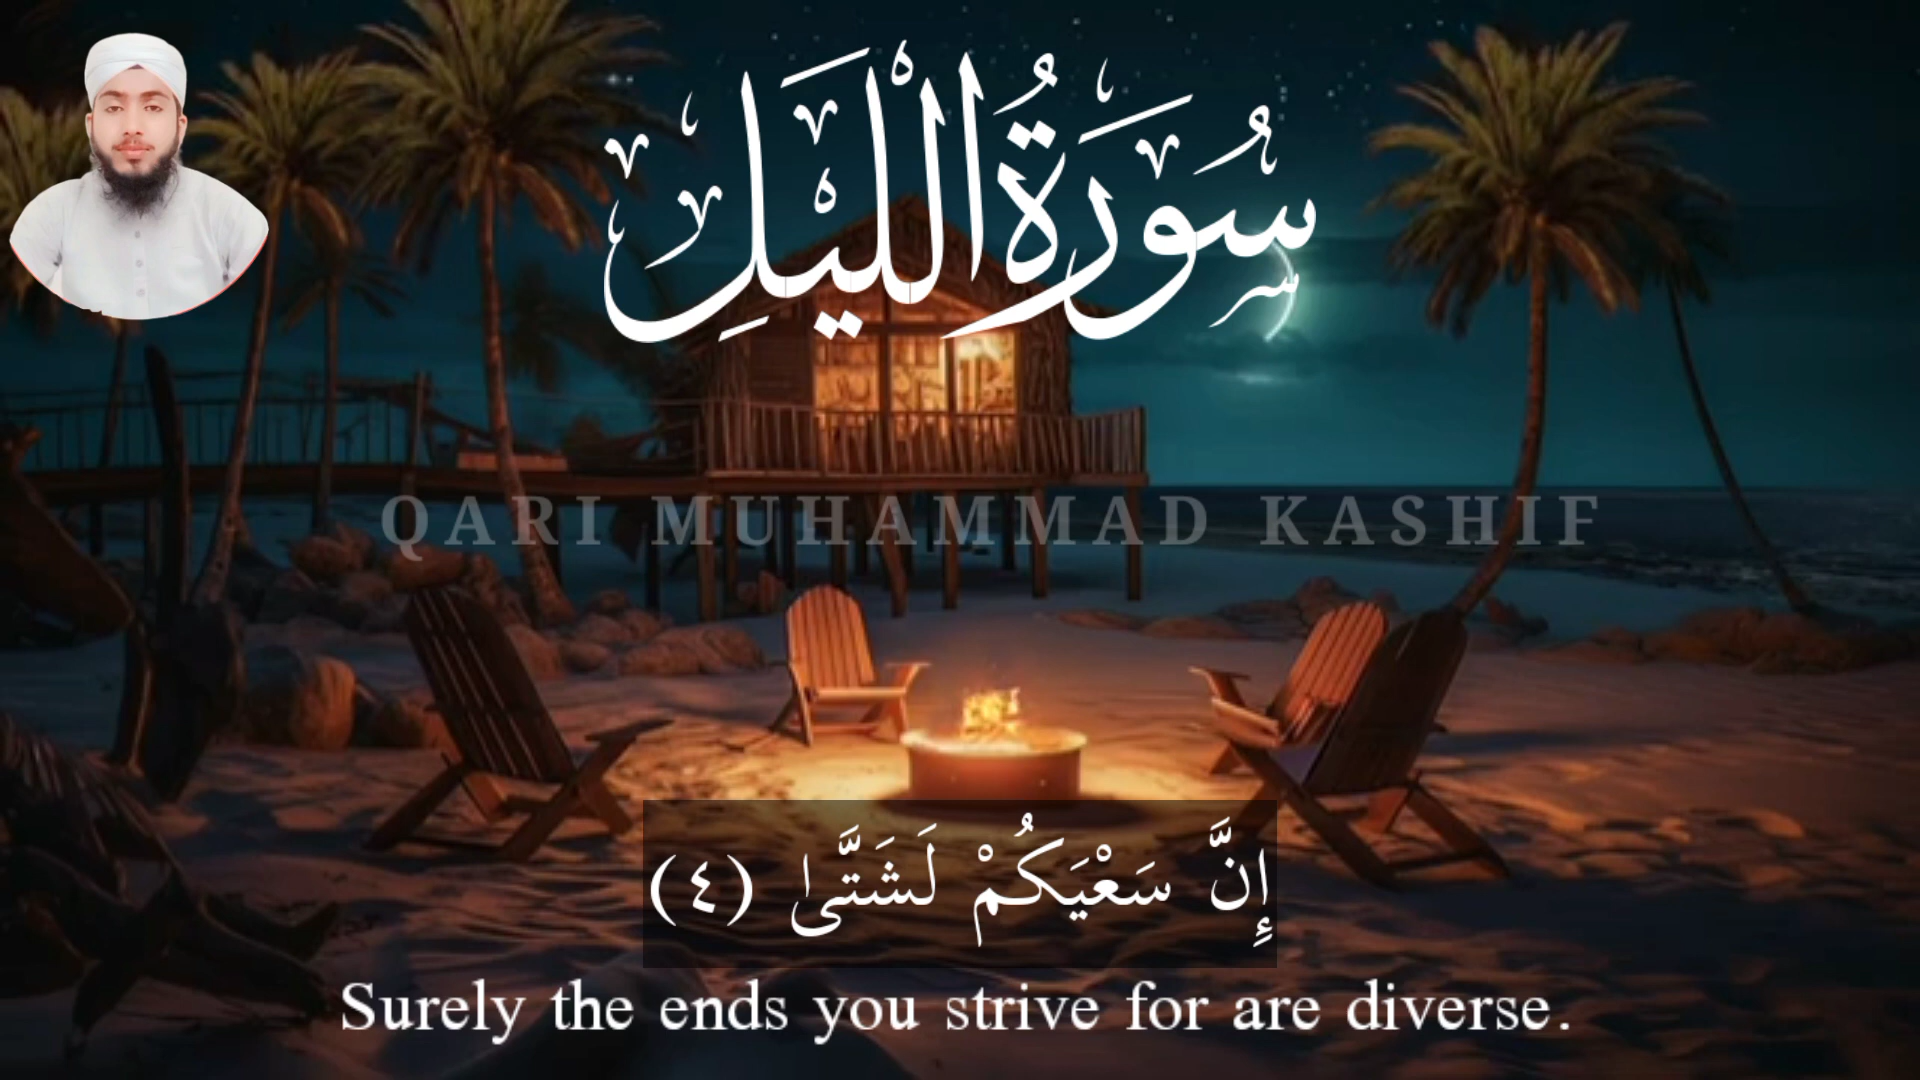 سُورَةُ اللَّيْلِ
QARI MUHAMMAD KASHIF
إِنَّ سَعْيَكُمْ لَشَتَّىٰ (٤)
Surely the ends you strive for are diverse.